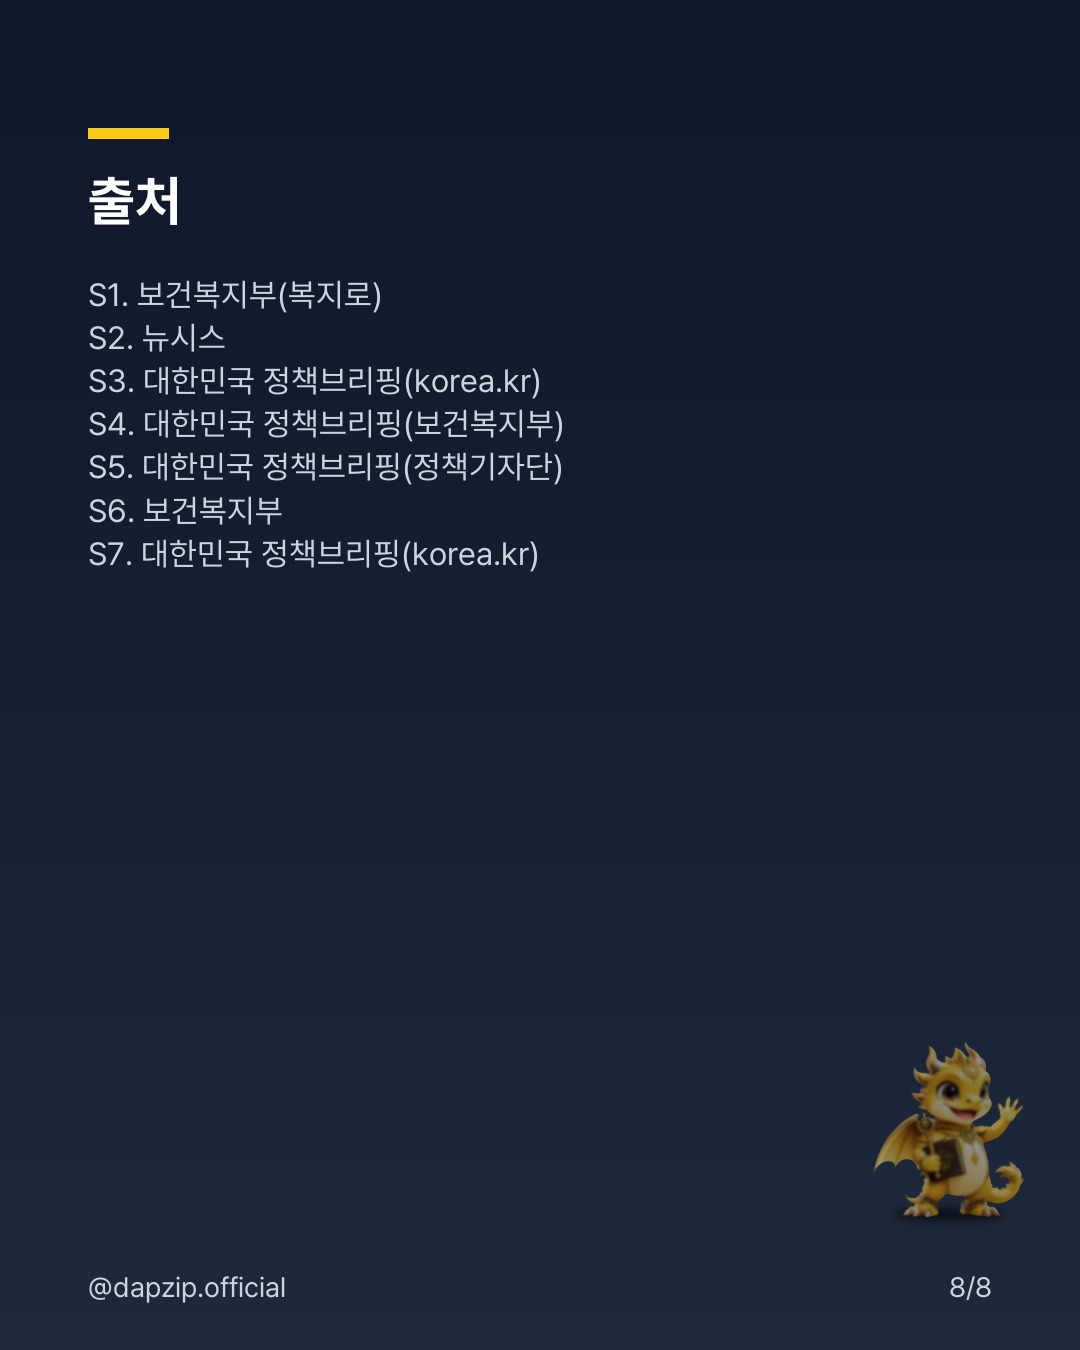 출처
S1. 보건복지부(복지로)
S2. 뉴시스
S3. 대한민국 정책브리핑(korea.kr)
S4. 대한민국 정책브리핑(보건복지부)
S5. 대한민국 정책브리핑(정책기자단)
S6. 보건복지부
S7. 대한민국 정책브리핑(korea.kr)
@dapzip.official
8/8